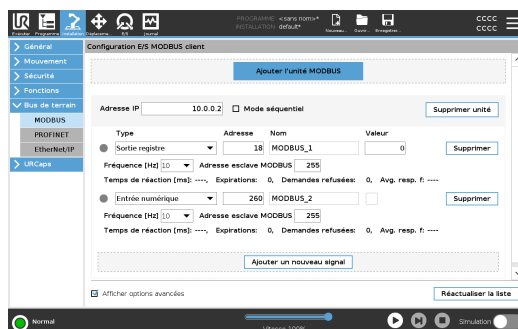 PROGRAMME <sans nom>*
INSTALLATION default*
Exécuter Programme Installation Déplacem. E/S Journal
Nouveau... Ouvrir... Enregistrer...
CCCC
CCCC
Général
Mouvement
Sécurité
Fonctions
Bus de terrain
MODBUS
PROFINET
EtherNet/IP
URCaps
Configuration E/S MODBUS client
Ajouter l'unité MODBUS
Adresse IP 10.0.0.2 Mode séquentiel Supprimer unité
Type Adresse Nom Valeur
Sortie registre 18 MODBUS_1 0 Supprimer
Fréquence [Hz] 10 Adresse esclave MODBUS 255
Temps de réaction [ms]: ----, Expirations: 0, Demandes refusées: 0, Avg. resp. f: ----
Entrée numérique 260 MODBUS_2 Supprimer
Fréquence [Hz] 10 Adresse esclave MODBUS 255
Temps de réaction [ms]: ----, Expirations: 0, Demandes refusées: 0, Avg. resp. f: ----
Ajouter un nouveau signal
Afficher options avancées Réactualiser la liste
Normal Vitesse 100% Simulation